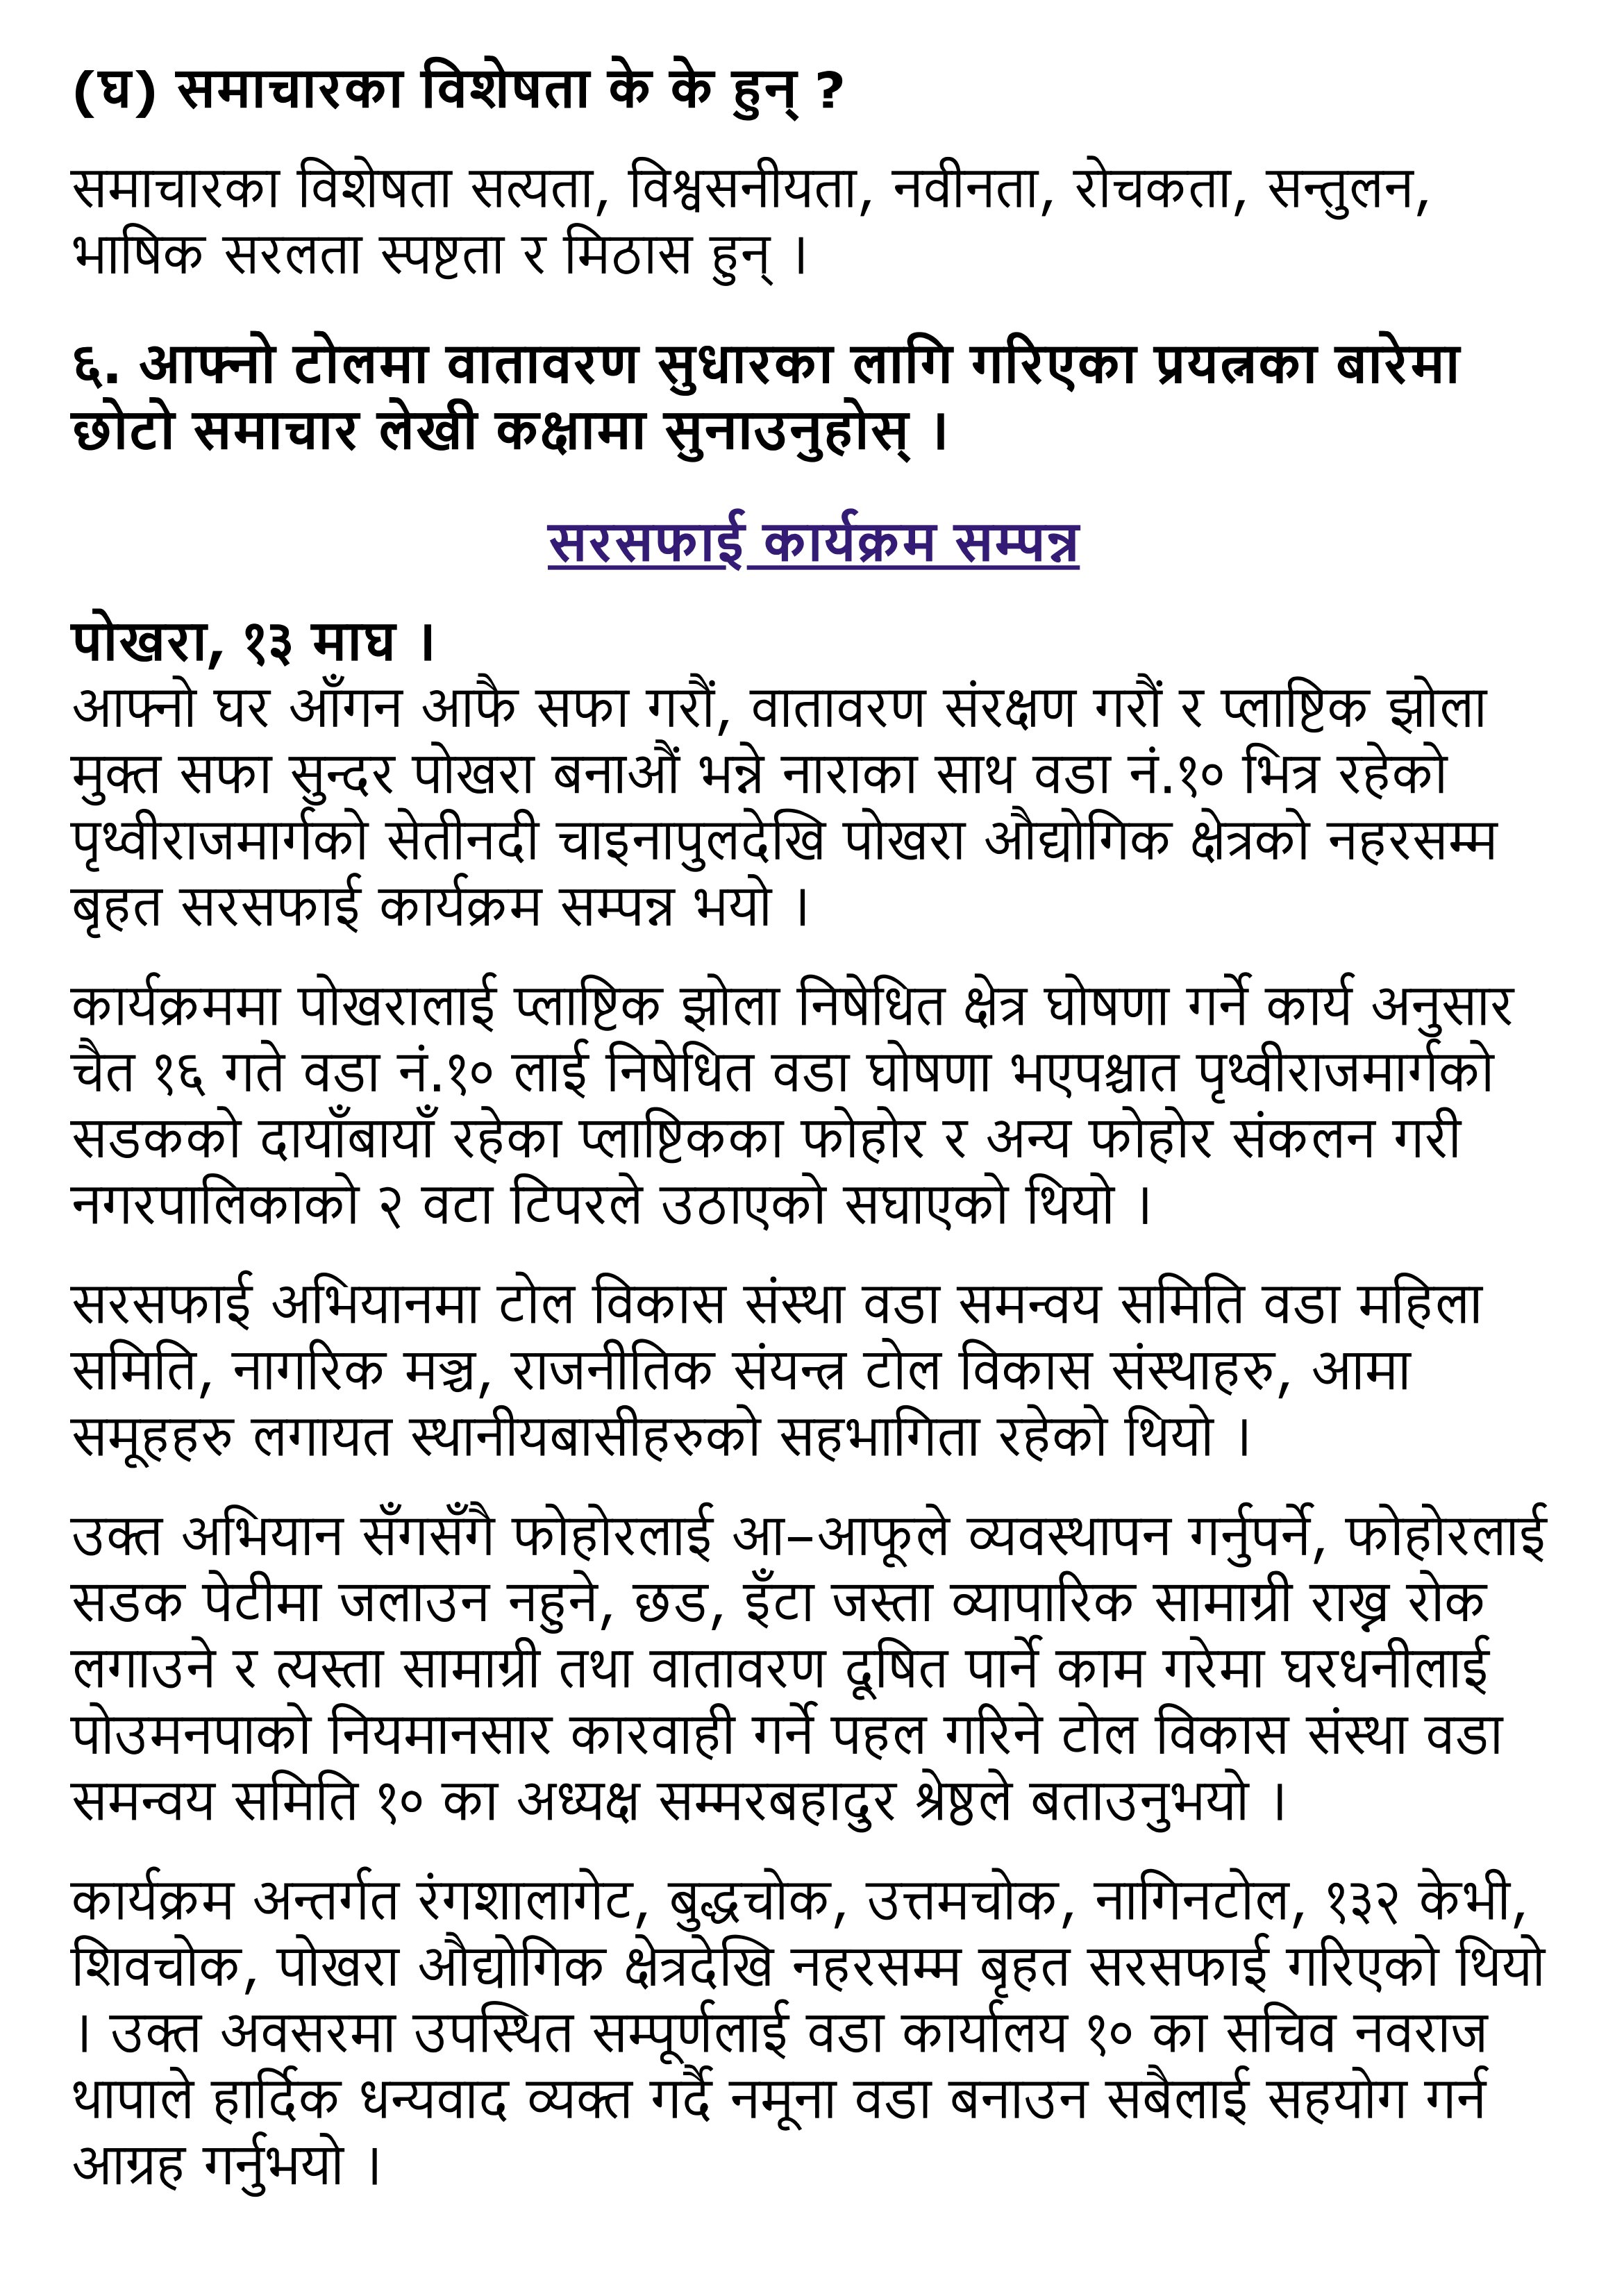 (घ) समाचारका विशेषता के के हुन् ?
समाचारका विशेषता सत्यता, विश्वसनीयता, नवीनता, रोचकता, सन्तुलन,
भाषिक सरलता स्पष्टता र मिठास हुन् ।
६. आफ्नो टोलमा वातावरण सुधारका लागि गरिएका प्रयत्नका बारेमा
छोटो समाचार लेखी कक्षामा सुनाउनुहोस् ।
सरसफाई कार्यक्रम सम्पन्न
पोखरा, १३ माघ ।
आफ्नो घर आँगन आफै सफा गरौं, वातावरण संरक्षण गरौं र प्लाष्टिक झोला
मुक्त सफा सुन्दर पोखरा बनाऔं भन्ने नाराका साथ वडा नं.१० भित्र रहेको
पृथ्वीराजमार्गको सेतीनदी चाइनापुलदेखि पोखरा औद्योगिक क्षेत्रको नहरसम्म
बृहत सरसफाई कार्यक्रम सम्पन्न भयो ।
कार्यक्रममा पोखरालाई प्लाष्टिक झोला निषेधित क्षेत्र घोषणा गर्ने कार्य अनुसार
चैत १६ गते वडा नं.१० लाई निषेधित वडा घोषणा भएपश्चात पृथ्वीराजमार्गको
सडकको दायाँबायाँ रहेका प्लाष्टिकका फोहोर र अन्य फोहोर संकलन गरी
नगरपालिकाको २ वटा टिपरले उठाएको सघाएको थियो ।
सरसफाई अभियानमा टोल विकास संस्था वडा समन्वय समिति वडा महिला
समिति, नागरिक मञ्च, राजनीतिक संयन्त्र टोल विकास संस्थाहरु, आमा
समूहहरु लगायत स्थानीयबासीहरुको सहभागिता रहेको थियो ।
उक्त अभियान सँगसँगै फोहोरलाई आ–आफूले व्यवस्थापन गर्नुपर्ने, फोहोरलाई
सडक पेटीमा जलाउन नहुने, छड, इँटा जस्ता व्यापारिक सामाग्री राख्न रोक
लगाउने र त्यस्ता सामाग्री तथा वातावरण दूषित पार्ने काम गरेमा घरधनीलाई
पोउमनपाको नियमानसार कारवाही गर्ने पहल गरिने टोल विकास संस्था वडा
समन्वय समिति १० का अध्यक्ष सम्मरबहादुर श्रेष्ठले बताउनुभयो ।
कार्यक्रम अन्तर्गत रंगशालागेट, बुद्धचोक, उत्तमचोक, नागिनटोल, १३२ केभी,
शिवचोक, पोखरा औद्योगिक क्षेत्रदेखि नहरसम्म बृहत सरसफाई गरिएको थियो
। उक्त अवसरमा उपस्थित सम्पूर्णलाई वडा कार्यालय १० का सचिव नवराज
थापाले हार्दिक धन्यवाद व्यक्त गर्दै नमूना वडा बनाउन सबैलाई सहयोग गर्न
आग्रह गर्नुभयो ।